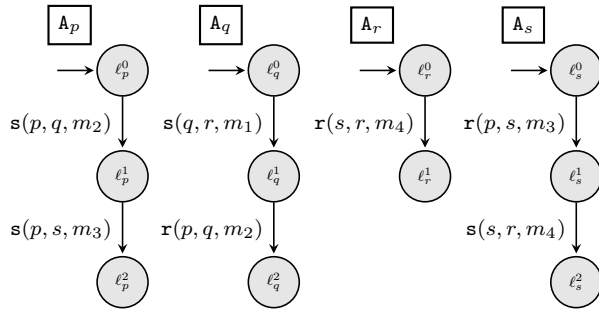 A_p A_q A_r A_s
ℓ_p^0 ℓ_q^0 ℓ_r^0 ℓ_s^0
s(p, q, m_2) s(q, r, m_1) r(s, r, m_4) r(p, s, m_3)
ℓ_p^1 ℓ_q^1 ℓ_r^1 ℓ_s^1
s(p, s, m_3) r(p, q, m_2) s(s, r, m_4)
ℓ_p^2 ℓ_q^2 ℓ_s^2